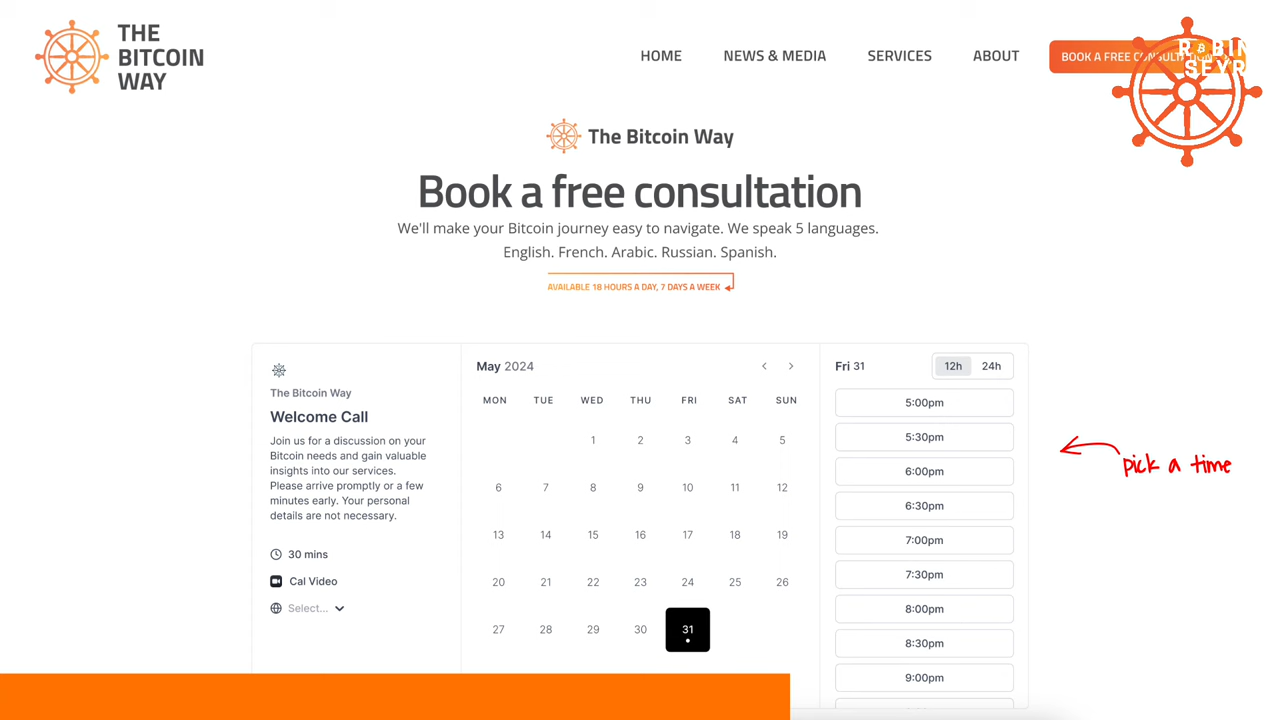 THE
BITCOIN
WAY
HOME
NEWS & MEDIA
SERVICES
ABOUT
BOOK A FREE CONSULTATION
The Bitcoin Way
Book a free consultation
We'll make your Bitcoin journey easy to navigate. We speak 5 languages.
English. French. Arabic. Russian. Spanish.
AVAILABLE 18 HOURS A DAY, 7 DAYS A WEEK
The Bitcoin Way
Welcome Call
Join us for a discussion on your
Bitcoin needs and gain valuable
insights into our services.
Please arrive promptly or a few
minutes early. Your personal
details are not necessary.
30 mins
Cal Video
Select...
May 2024
MON TUE WED THU FRI SAT SUN
1 2 3 4 5
6 7 8 9 10 11 12
13 14 15 16 17 18 19
20 21 22 23 24 25 26
27 28 29 30 31
Fri 31
12h 24h
5:00pm
5:30pm
6:00pm
6:30pm
7:00pm
7:30pm
8:00pm
8:30pm
9:00pm
pick a time